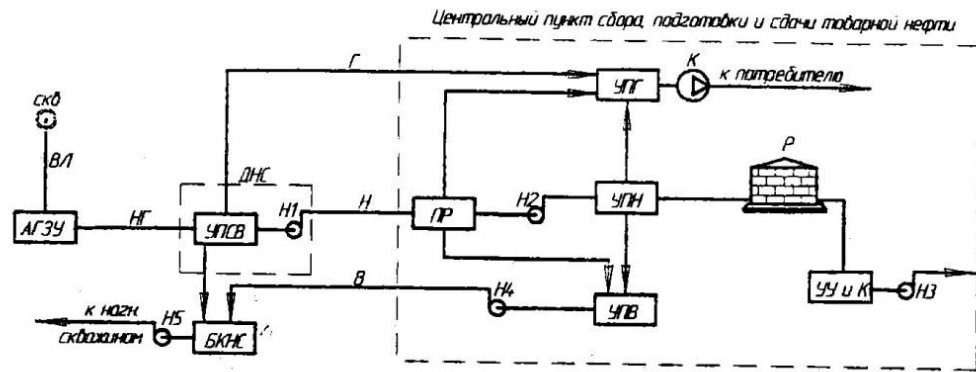 Центральный пункт сбора, подготовки и сдачи товарной нефти
Г
УПГ
К
к потребителю
скв
ВЛ
ДНС
Р
АГЗУ
НГ
УПСВ
Н1
Н
ПР
Н2
УПН
В
Н4
УПВ
УУ и К
Н3
к нагн.
скважинам
Н5
БКНС